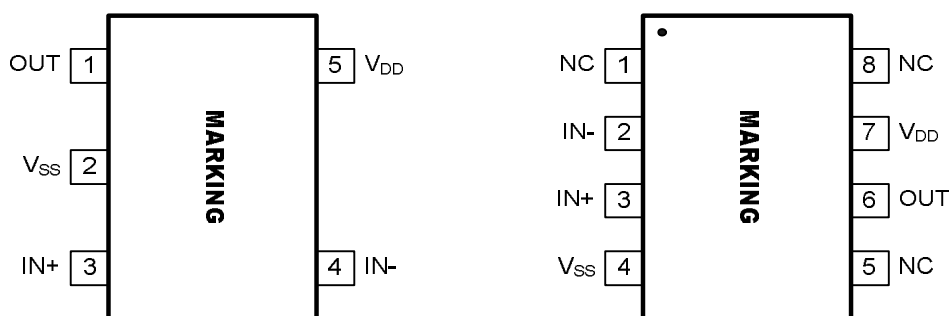 OUT 1
5 VDD
VSS 2
IN+ 3
4 IN-
MARKING
NC 1
8 NC
IN- 2
7 VDD
IN+ 3
6 OUT
VSS 4
5 NC
MARKING